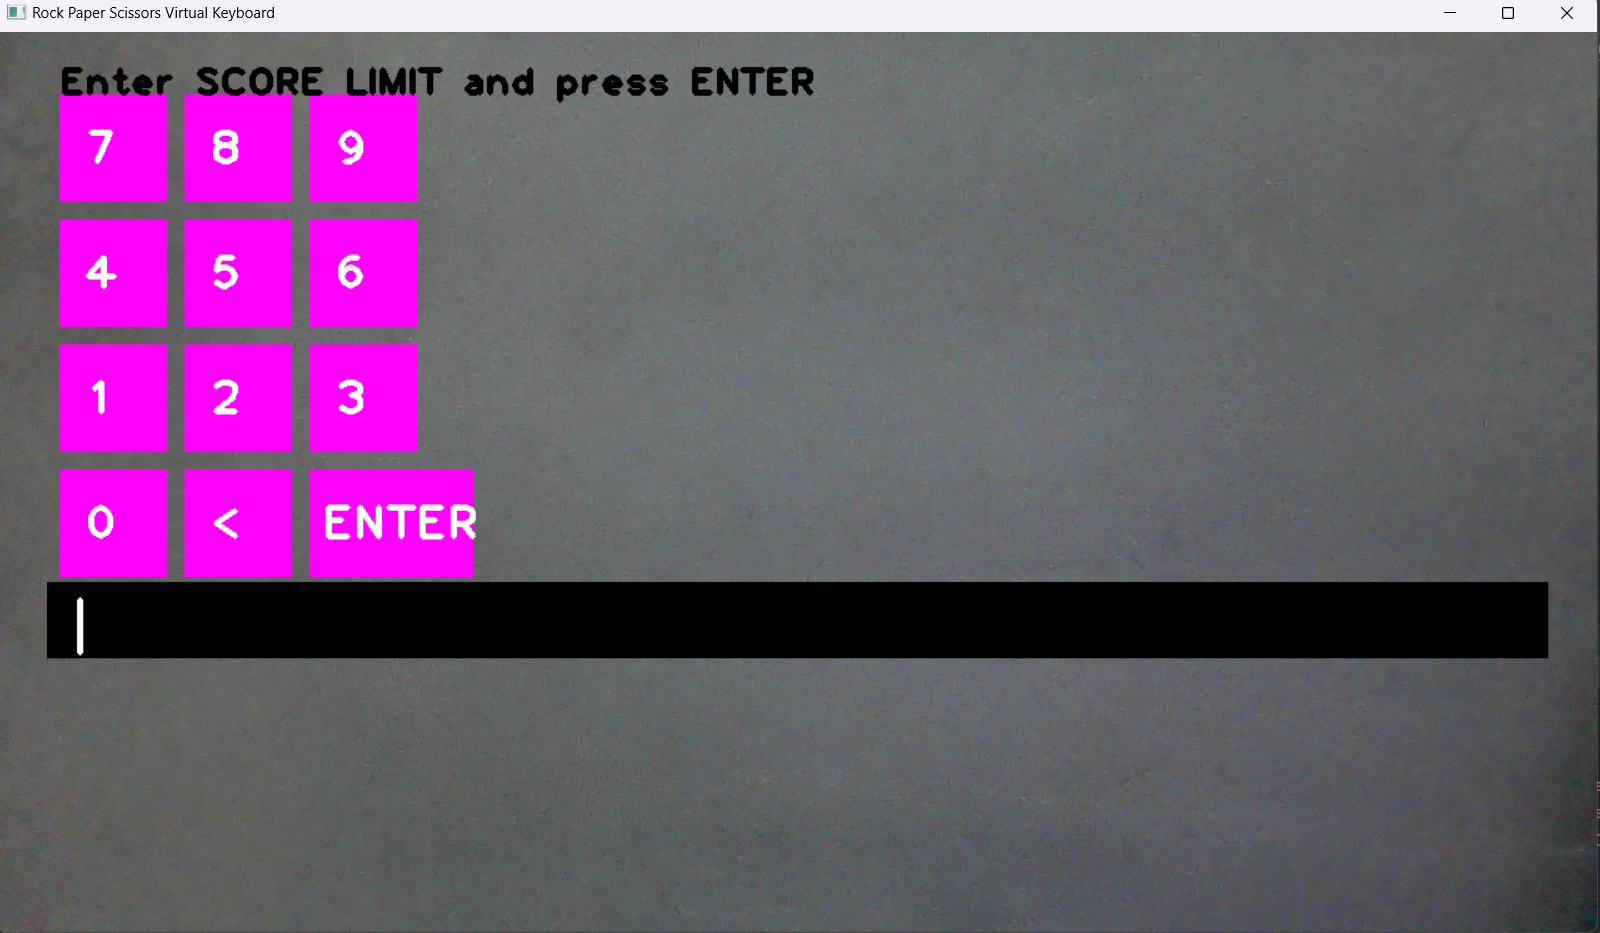 Rock Paper Scissors Virtual Keyboard
Enter SCORE LIMIT and press ENTER
7 8 9
4 5 6
1 2 3
0 < ENTER